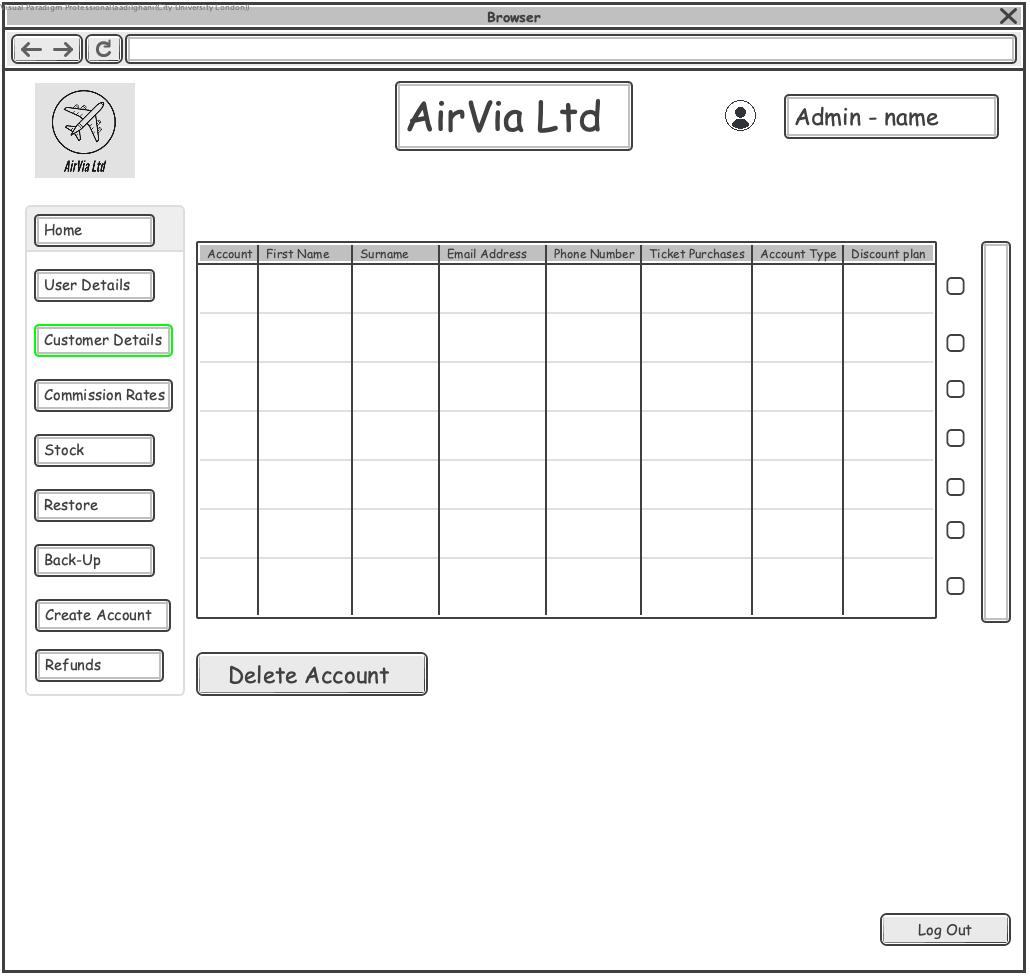 Visual Paradigm Professional(aadilghani(City University London))
Browser
AirVia Ltd
AirVia Ltd
Admin - name
Home
User Details
Customer Details
Commission Rates
Stock
Restore
Back-Up
Create Account
Refunds
Account First Name Surname Email Address Phone Number Ticket Purchases Account Type Discount plan
Delete Account
Log Out